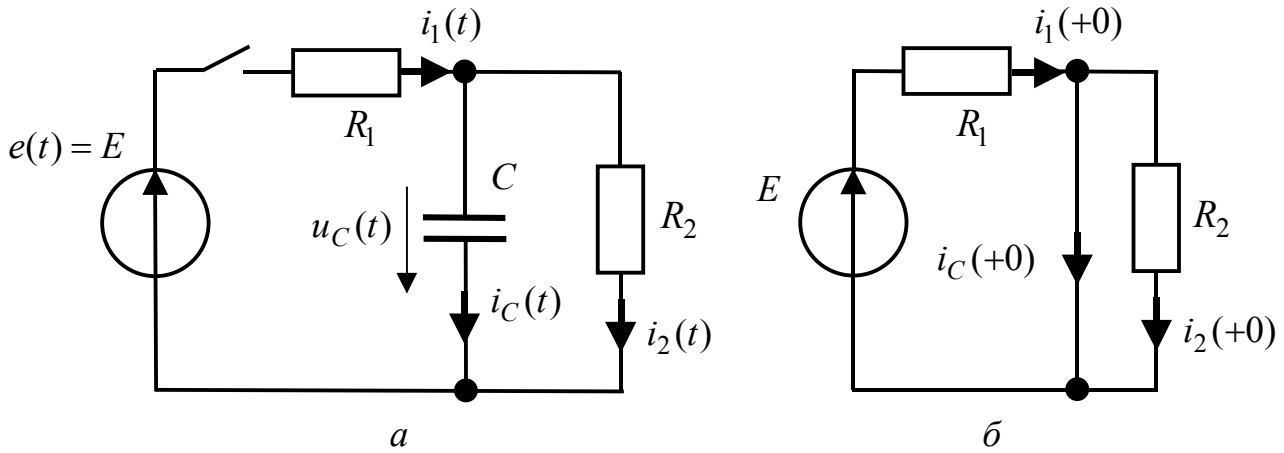 i₁(t)
R₁
e(t) = E
C
u_C(t)
R₂
i_C(t)
i₂(t)
а
i₁(+0)
R₁
E
R₂
i_C(+0)
i₂(+0)
б